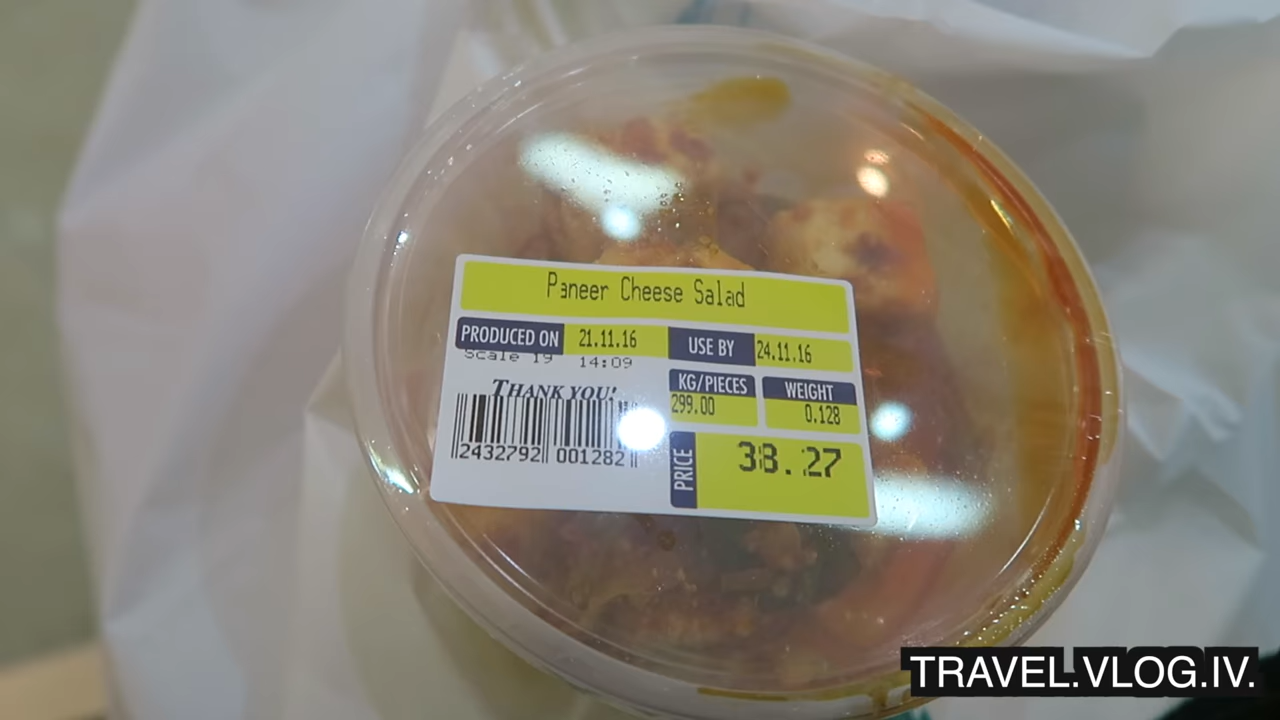 Paneer Cheese Salad
PRODUCED ON 21.11.16 USE BY 24.11.16
Scale 19 14:09
THANK YOU!
KG/PIECES WEIGHT
299.00 0.128
2432792 001282
PRICE 38.27
TRAVEL.VLOG.IV.